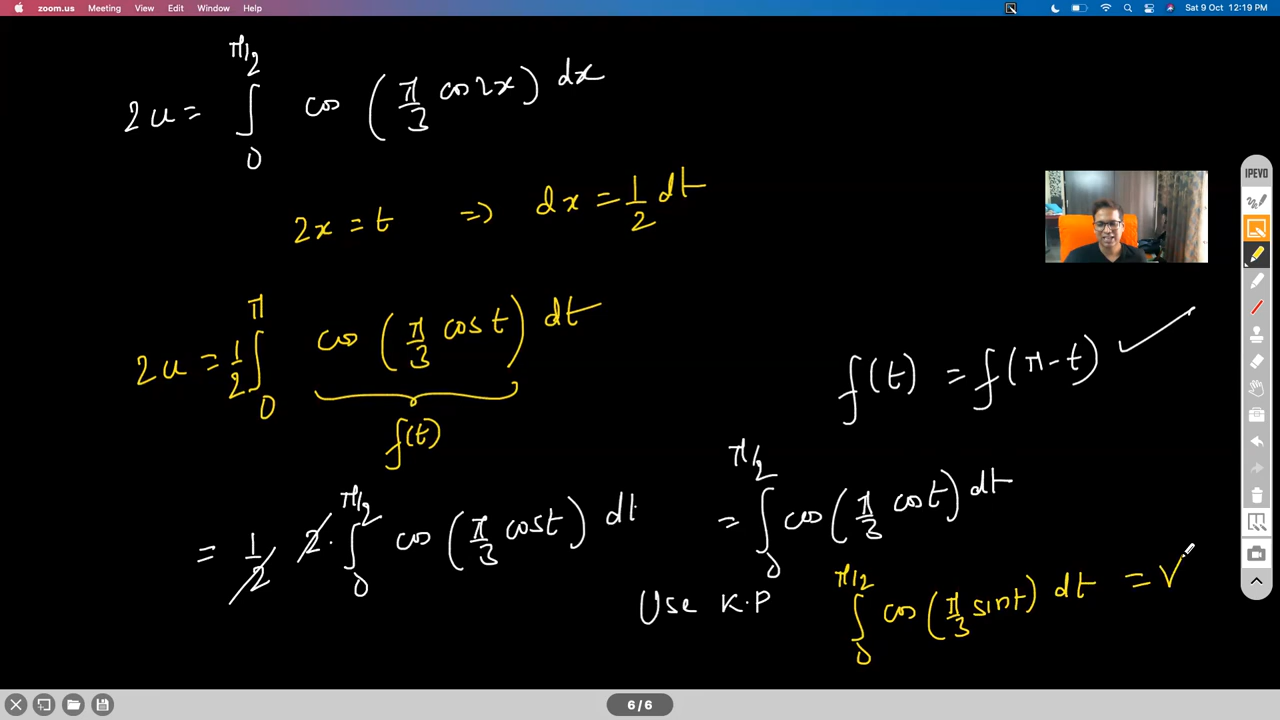 zoom.us Meeting View Edit Window Help Sat 9 Oct 12:19 PM
2u = ∫₀^(π/2) cos (π/3 cos2x) dx
IPEVO
2x = t ⇒ dx = 1/2 dt
2u = 1/2 ∫₀^π cos (π/3 cos t) dt
f(t)
f(t) = f(π-t) ✓
= 1/2 2. ∫₀^(π/2) cos (π/3 cos t) dt = ∫₀^(π/2) cos (π/3 cos t) dt
Use K.P ∫₀^(π/2) cos (π/3 sin t) dt = V
6 / 6